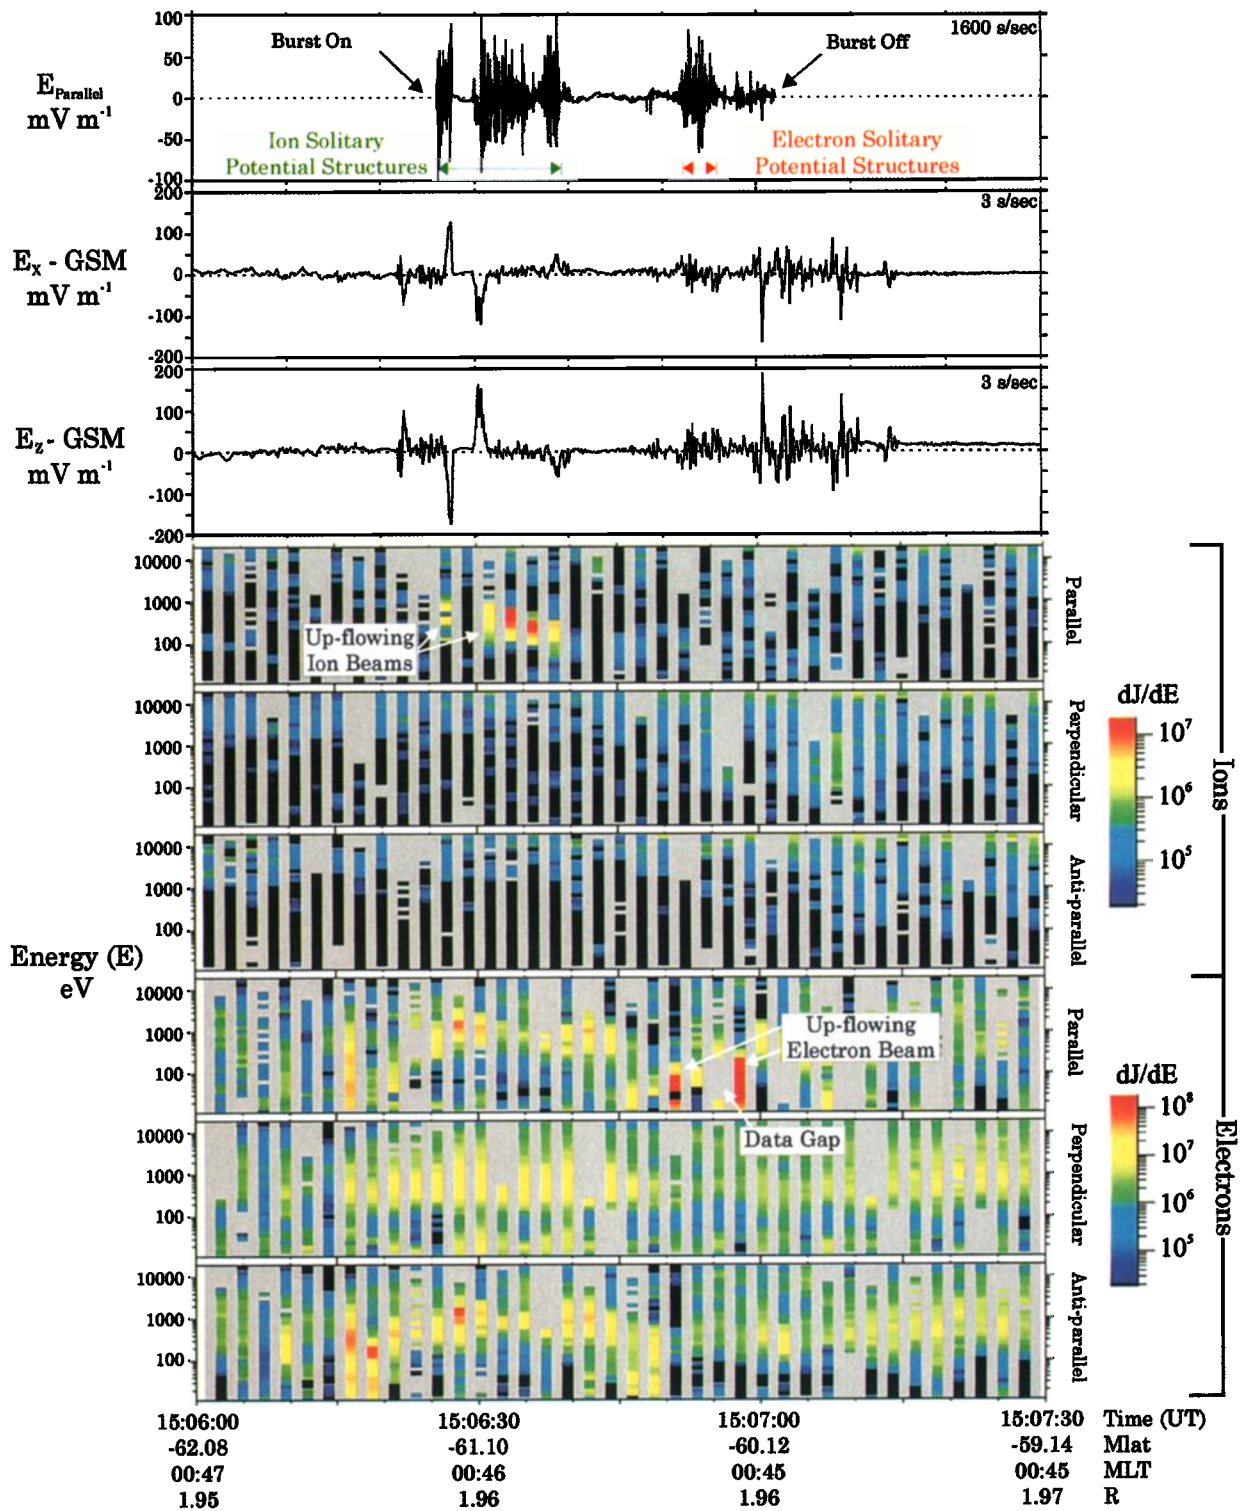 100
50
0
-50
-100
E Parallel
mV m-1
Burst On
Burst Off
1600 s/sec
Ion Solitary
Potential Structures
Electron Solitary
Potential Structures
200
100
0
-100
-200
Ex - GSM
mV m-1
3 s/sec
200
100
0
-100
-200
Ez - GSM
mV m-1
3 s/sec
10000
1000
100
Up-flowing
Ion Beams
Parallel
10000
1000
100
Perpendicular
10000
1000
100
Anti-parallel
Energy (E)
eV
10000
1000
100
Up-flowing
Electron Beam
Data Gap
Parallel
10000
1000
100
Perpendicular
10000
1000
100
Anti-parallel
dJ/dE
10⁷
10⁶
10⁵
Ions
dJ/dE
10⁸
10⁷
10⁶
10⁵
Electrons
15:06:00 15:06:30 15:07:00 15:07:30 Time (UT)
-62.08 -61.10 -60.12 -59.14 Mlat
00:47 00:46 00:45 00:45 MLT
1.95 1.96 1.96 1.97 R